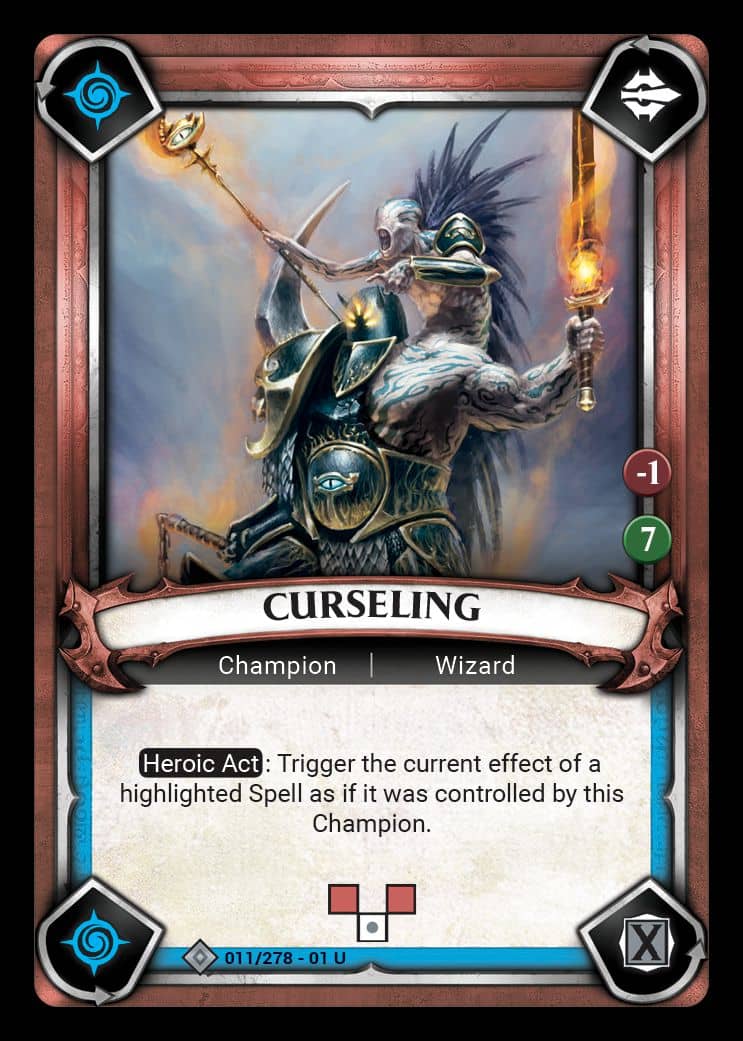 -1
7
CURSELING
Champion | Wizard
Heroic Act: Trigger the current effect of a
highlighted Spell as if it was controlled by this
Champion.
X
011/278 - 01 U